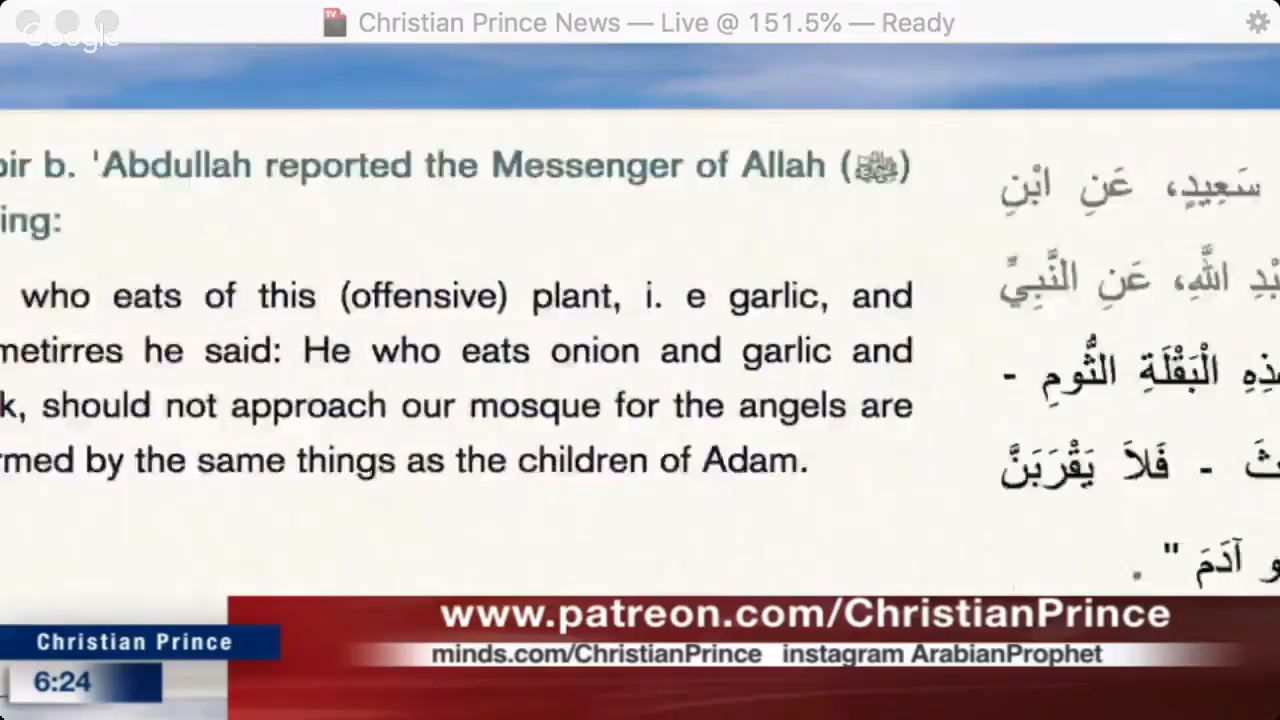 Google
Christian Prince News — Live @ 151.5% — Ready
bir b. 'Abdullah reported the Messenger of Allah (ﷺ)
ing:
who eats of this (offensive) plant, i. e garlic, and
metirres he said: He who eats onion and garlic and
k, should not approach our mosque for the angels are
rmed by the same things as the children of Adam.
سَعِيدٍ، عَنِ ابْنِ
بْدِ اللَّهِ، عَنِ النَّبِيِّ
ذِهِ الْبَقْلَةِ الثُّومِ -
ثَ - فَلاَ يَقْرَبَنَّ
و آدَمَ " .
www.patreon.com/ChristianPrince
minds.com/ChristianPrince instagram ArabianProphet
Christian Prince
6:24